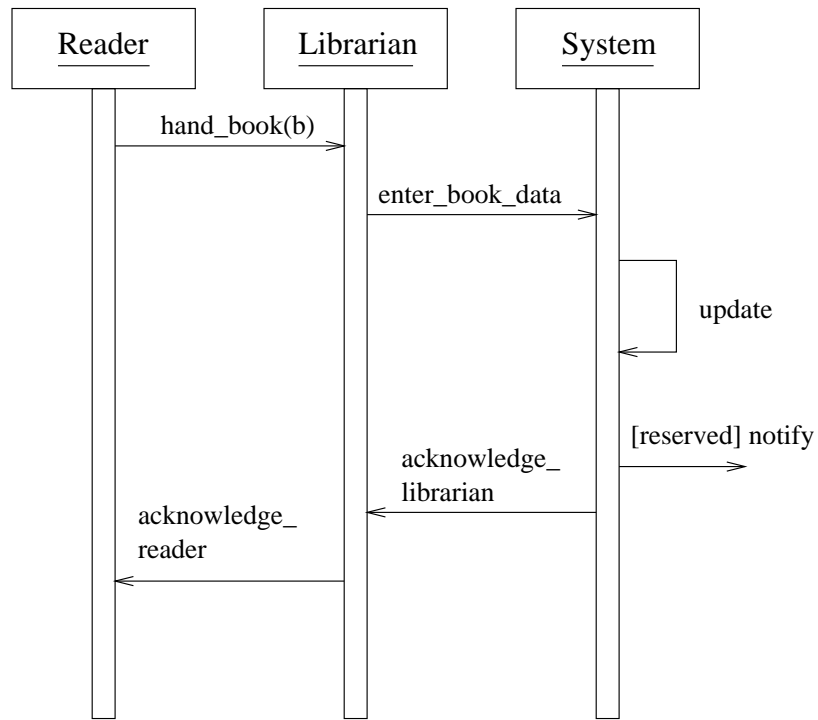 Reader
Librarian
System
hand_book(b)
enter_book_data
update
[reserved] notify
acknowledge_
librarian
acknowledge_
reader